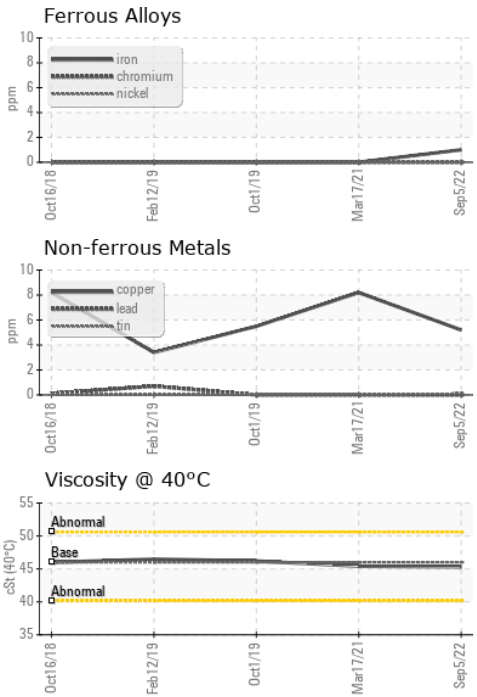 Ferrous Alloys
10
8
6
4
2
0
ppm
iron
chromium
nickel
Oct16/18
Feb12/19
Oct1/19
Mar17/21
Sep5/22
Non-ferrous Metals
10
8
6
4
2
0
ppm
copper
lead
tin
Oct16/18
Feb12/19
Oct1/19
Mar17/21
Sep5/22
Viscosity @ 40°C
55
50
45
40
35
cSt (40°C)
Abnormal
Base
Abnormal
Oct16/18
Feb12/19
Oct1/19
Mar17/21
Sep5/22